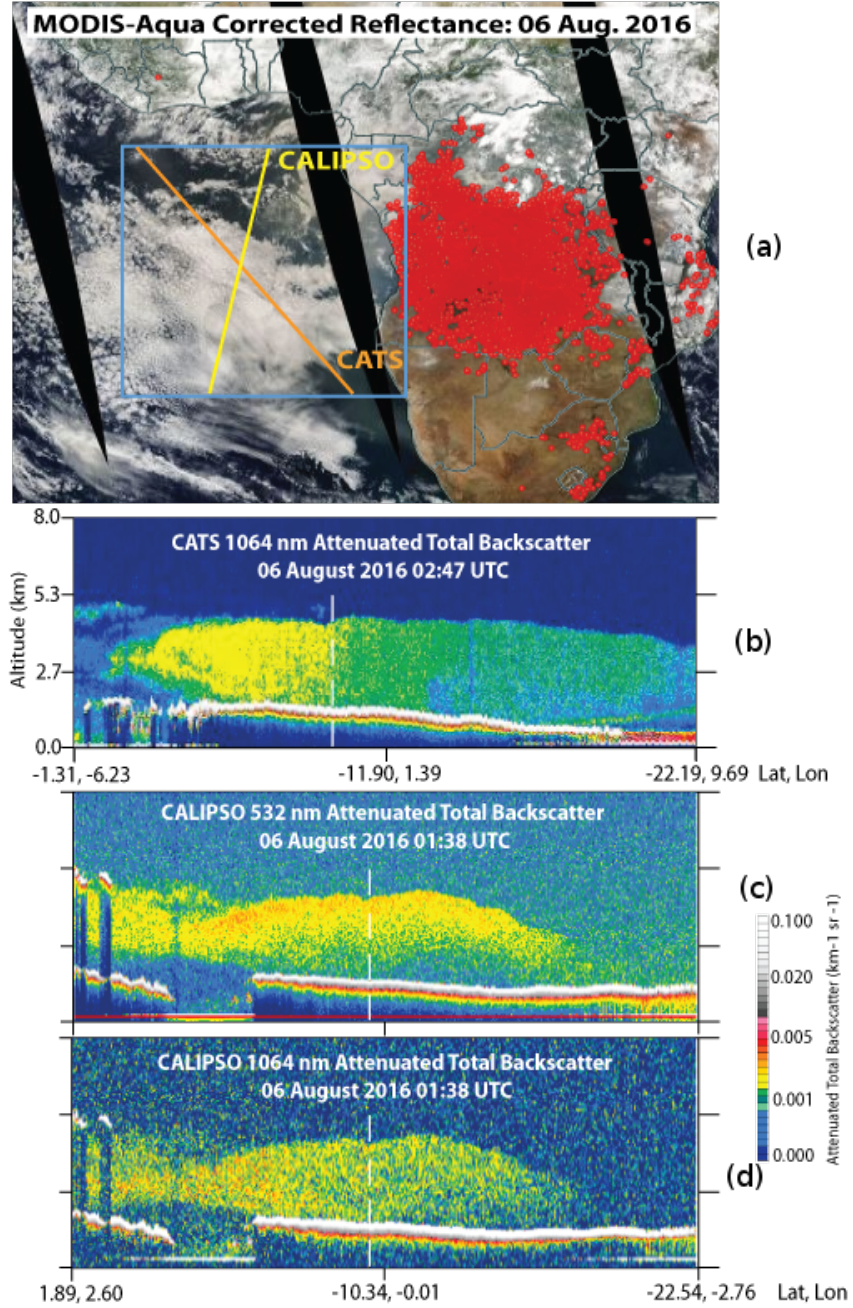 MODIS-Aqua Corrected Reflectance: 06 Aug. 2016
CALIPSO
CATS
(a)
8.0
5.3
2.7
0.0
Altitude (km)
CATS 1064 nm Attenuated Total Backscatter
06 August 2016 02:47 UTC
(b)
-1.31, -6.23
-11.90, 1.39
-22.19, 9.69
Lat, Lon
CALIPSO 532 nm Attenuated Total Backscatter
06 August 2016 01:38 UTC
(c)
0.100
0.020
0.005
0.001
0.000
Attenuated Total Backscatter (km-1 sr -1)
CALIPSO 1064 nm Attenuated Total Backscatter
06 August 2016 01:38 UTC
(d)
1.89, 2.60
-10.34, -0.01
-22.54, -2.76
Lat, Lon